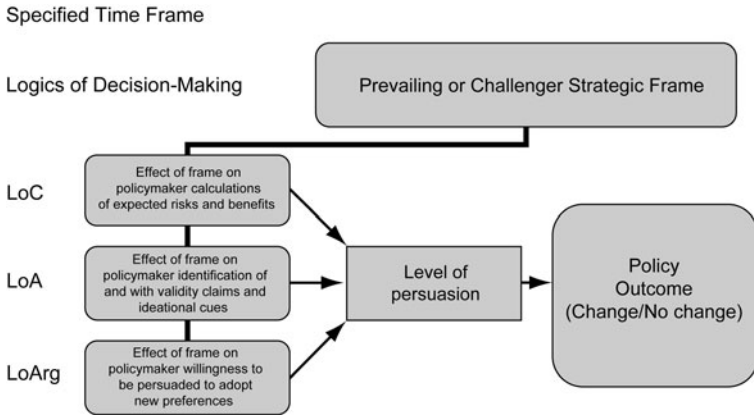 Specified Time Frame
Logics of Decision-Making
Prevailing or Challenger Strategic Frame
LoC
Effect of frame on
policymaker calculations
of expected risks and benefits
LoA
Effect of frame on
policymaker identification of
and with validity claims and
ideational cues
LoArg
Effect of frame on
policymaker willingness to
be persuaded to adopt
new preferences
Level of
persuasion
Policy
Outcome
(Change/No change)